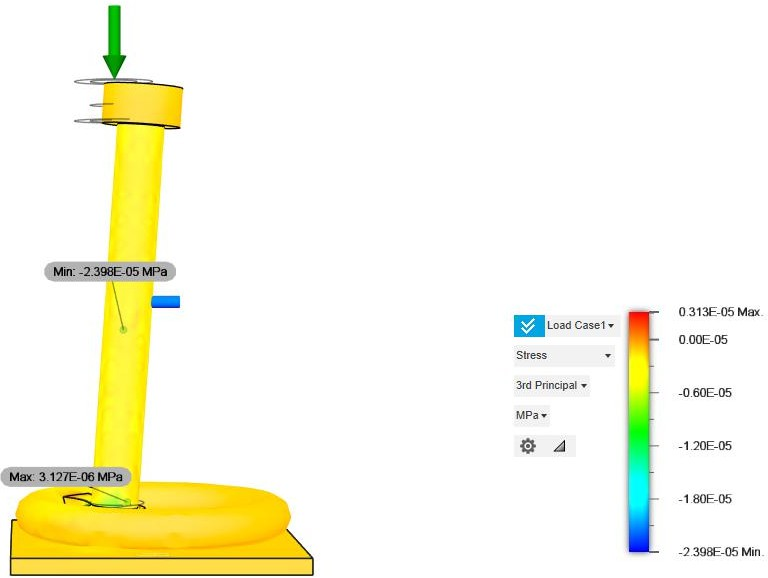 Min: -2.398E-05 MPa
Max: 3.127E-06 MPa
Load Case1
Stress
3rd Principal
MPa
0.313E-05 Max.
0.00E-05
-0.60E-05
-1.20E-05
-1.80E-05
-2.398E-05 Min.